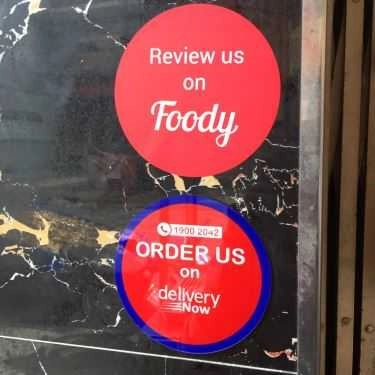 Review us
on
Foody
1900 2042
ORDER US
on
delivery
Now